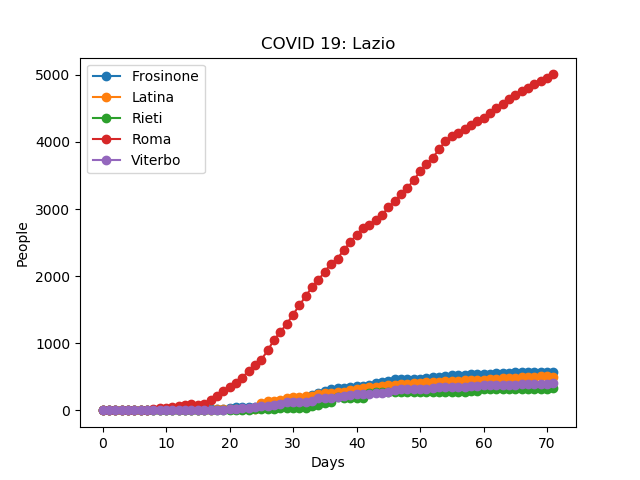 COVID 19: Lazio
Frosinone
Latina
Rieti
Roma
Viterbo
5000
4000
3000
2000
1000
0
People
0 10 20 30 40 50 60 70
Days